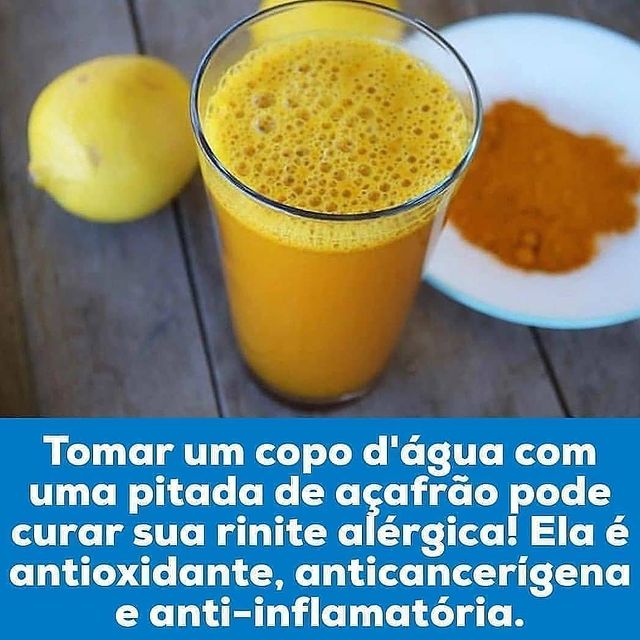 Tomar um copo d'água com
uma pitada de açafrão pode
curar sua rinite alérgica! Ela é
antioxidante, anticancerígena
e anti-inflamatória.